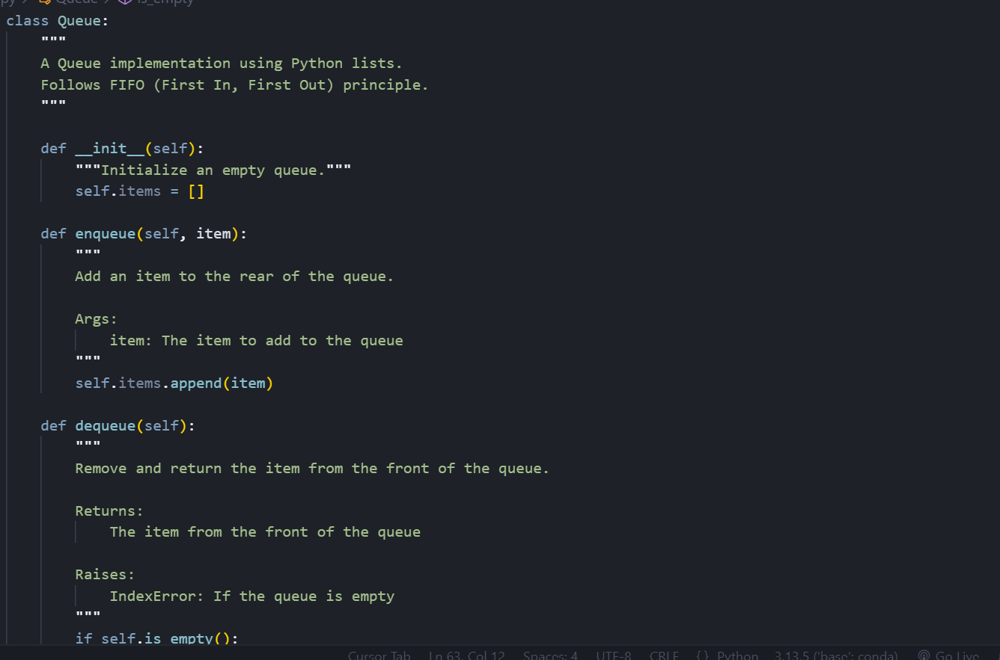 py > Queue > is_empty
class Queue:
    """
    A Queue implementation using Python lists.
    Follows FIFO (First In, First Out) principle.
    """

    def __init__(self):
        """Initialize an empty queue."""
        self.items = []

    def enqueue(self, item):
        """
        Add an item to the rear of the queue.

        Args:
            item: The item to add to the queue
        """
        self.items.append(item)

    def dequeue(self):
        """
        Remove and return the item from the front of the queue.

        Returns:
            The item from the front of the queue

        Raises:
            IndexError: If the queue is empty
        """
        if self.is_empty():
Cursor Tab Ln 63, Col 12 Spaces: 4 UTF-8 CRLF {} Python 3.13.5 ('base': conda) Go Live